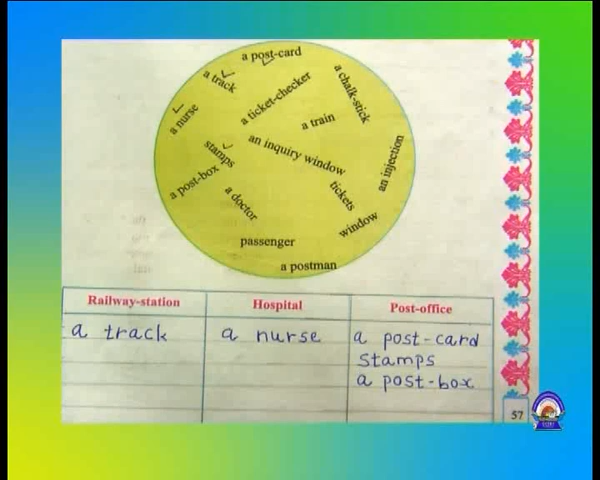 a post-card
a track
a ticket-checker
a chalk-stick
a nurse
a train
stamps
an inquiry window
an injection
a post-box
a doctor
tickets
window
passenger
a postman
Railway-station Hospital Post-office
a track a nurse a post-card
stamps
a post-box
57